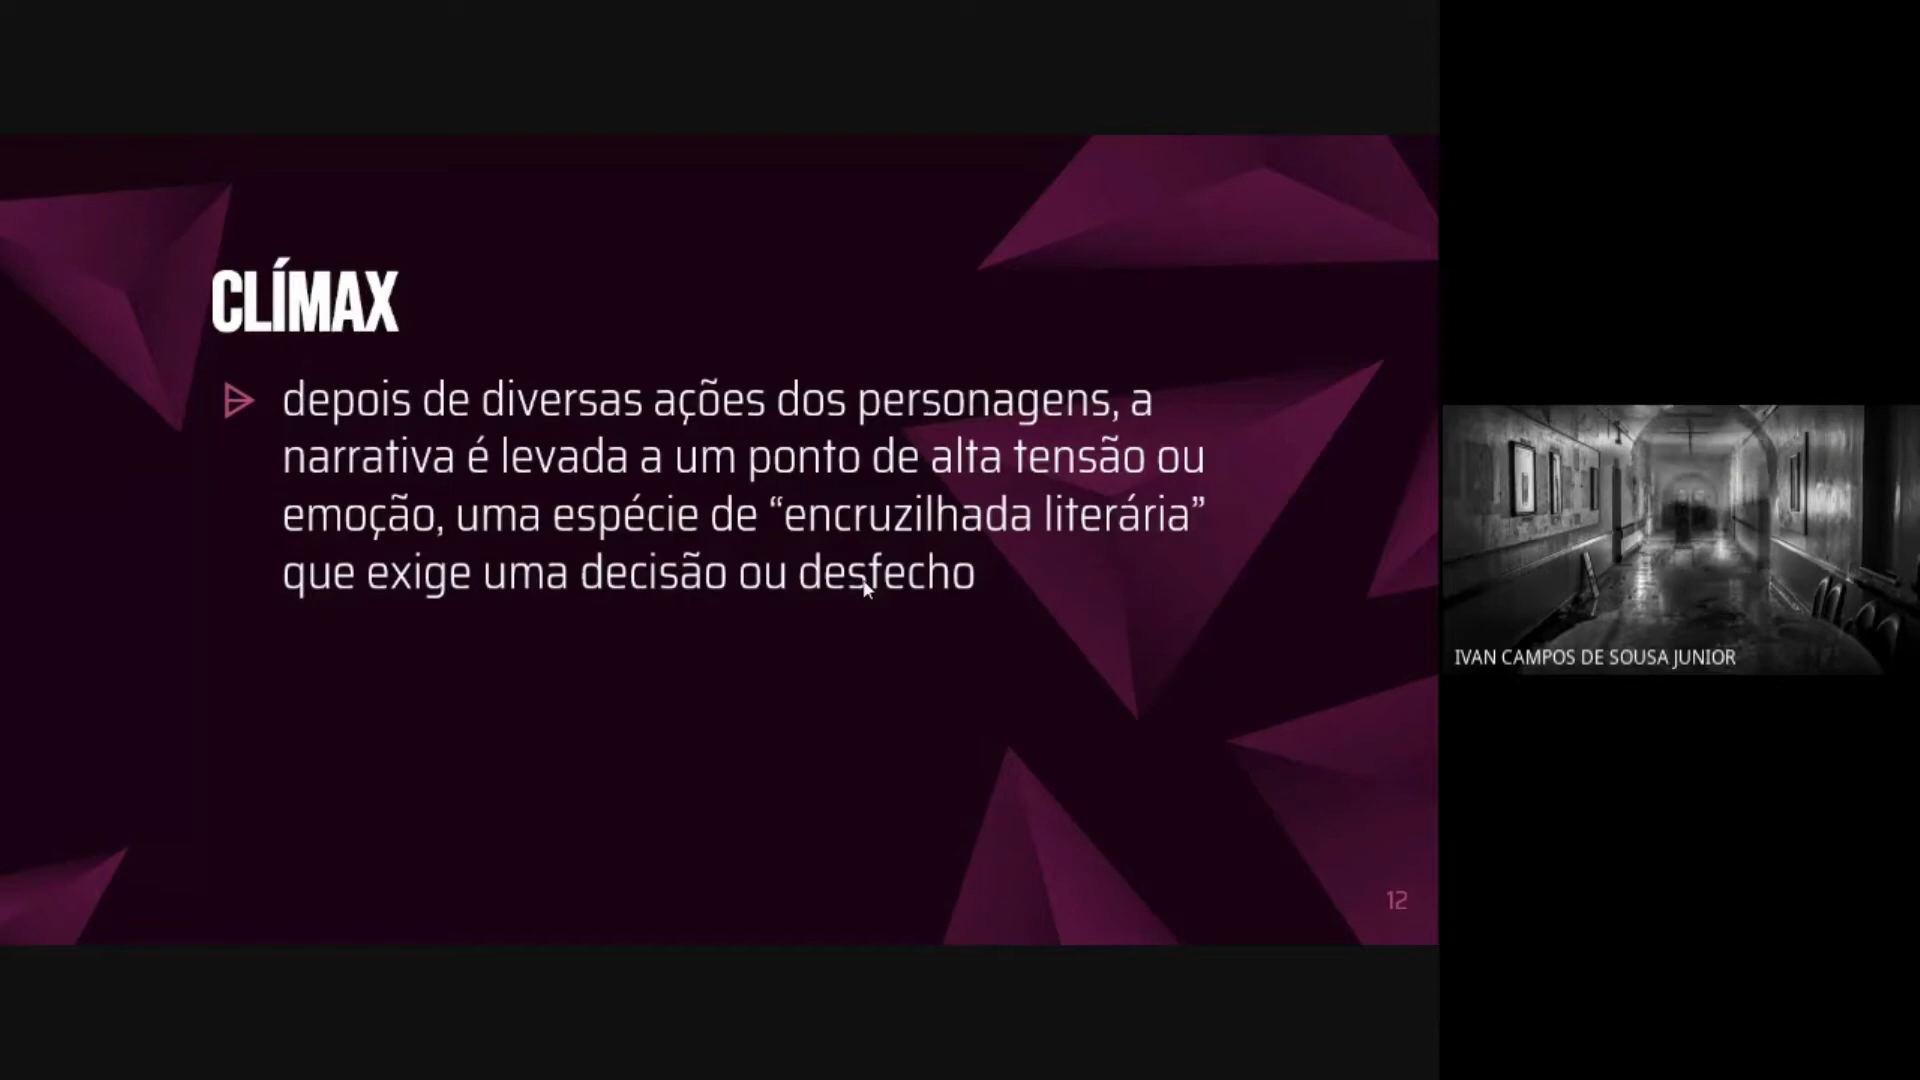 CLÍMAX
depois de diversas ações dos personagens, a
narrativa é levada a um ponto de alta tensão ou
emoção, uma espécie de “encruzilhada literária”
que exige uma decisão ou desfecho
12
IVAN CAMPOS DE SOUSA JUNIOR